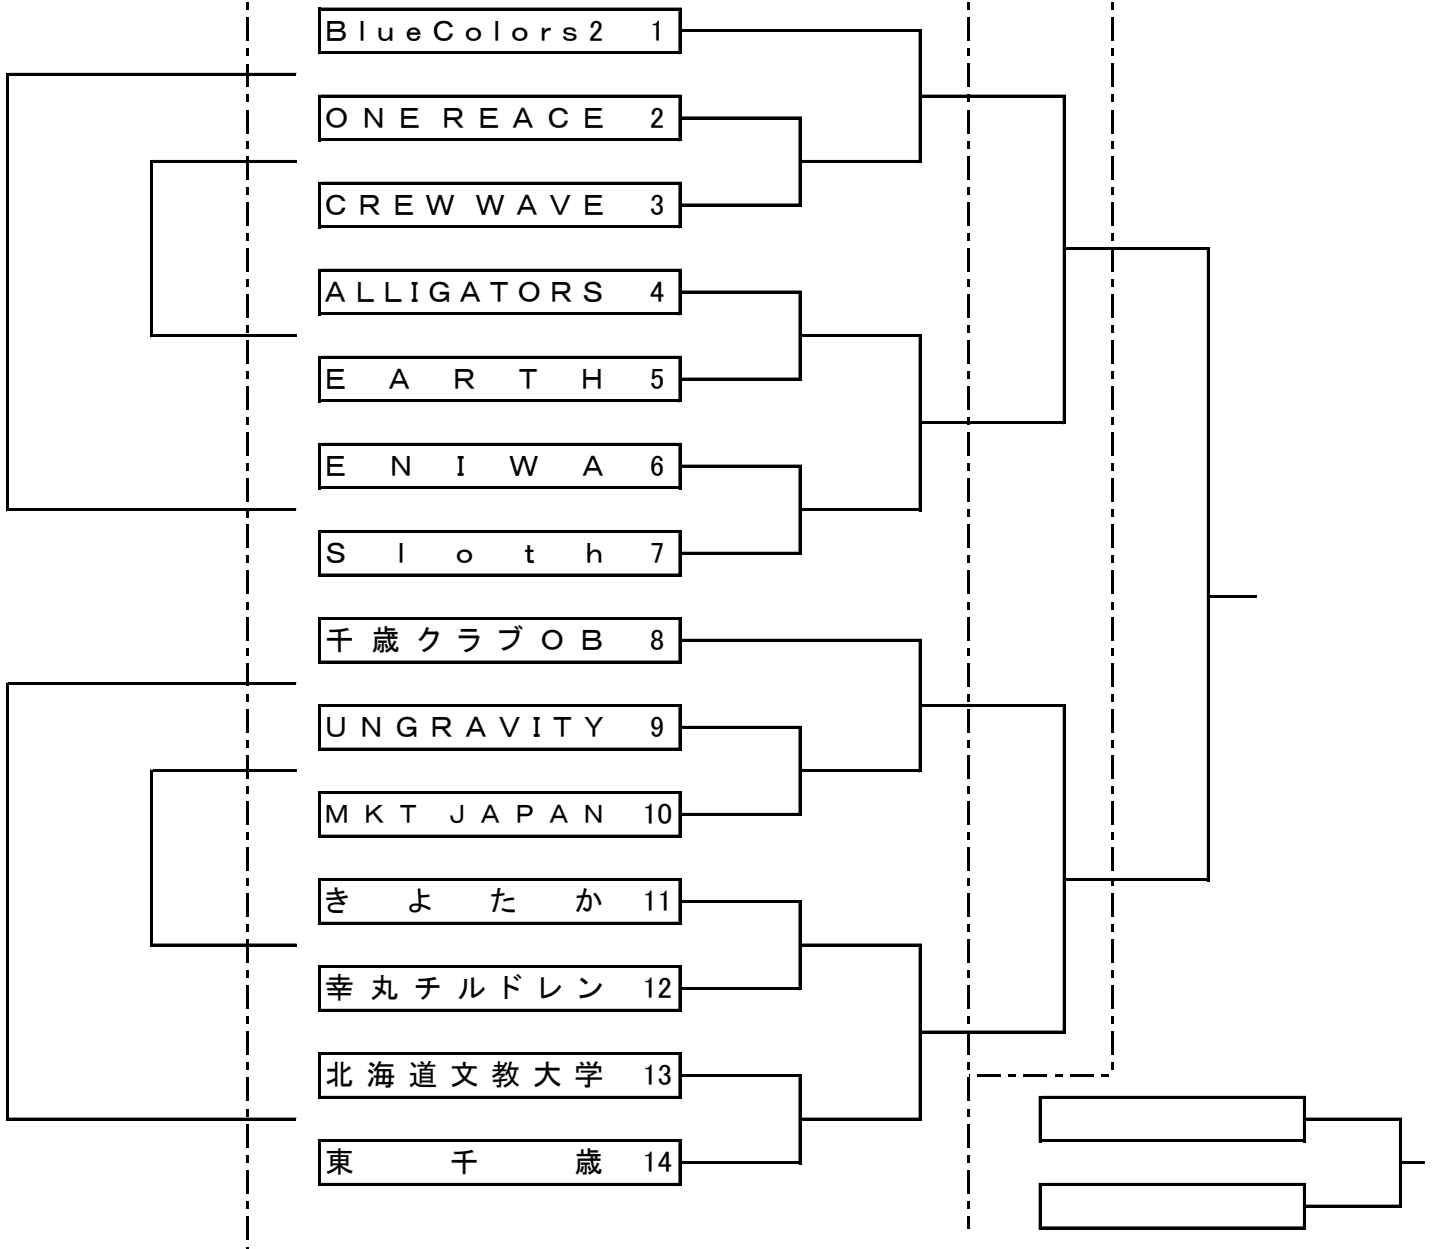 BlueColors2 1
ONE REACE 2
CREW WAVE 3
ALLIGATORS 4
EARTH 5
ENIWA 6
Sloth 7
千歳クラブOB 8
UNGRAVITY 9
MKT JAPAN 10
きよたか 11
幸丸チルドレン 12
北海道文教大学 13
東千歳 14